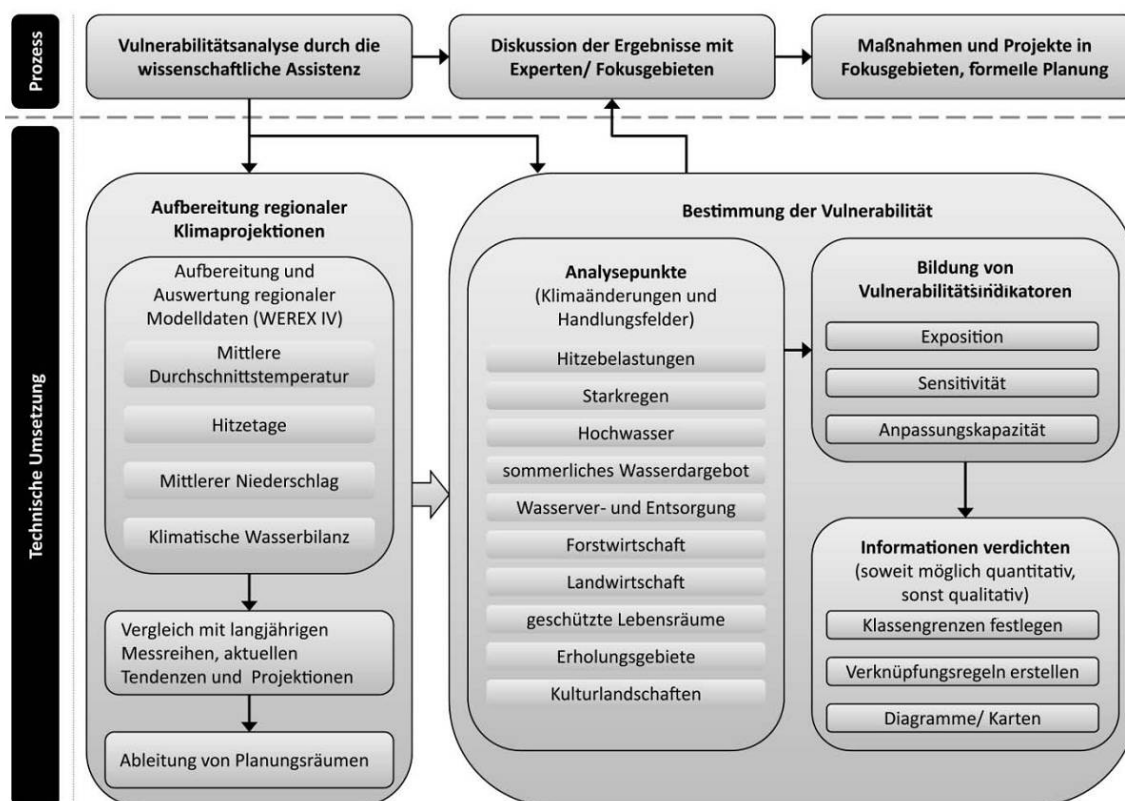 Prozess
Vulnerabilitätsanalyse durch die
wissenschaftliche Assistenz
Diskussion der Ergebnisse mit
Experten/ Fokusgebieten
Maßnahmen und Projekte in
Fokusgebieten, formelle Planung
Technische Umsetzung
Aufbereitung regionaler
Klimaprojektionen
Aufbereitung und
Auswertung regionaler
Modelldaten (WEREX IV)
Mittlere
Durchschnittstemperatur
Hitzetage
Mittlerer Niederschlag
Klimatische Wasserbilanz
Vergleich mit langjährigen
Messreihen, aktuellen
Tendenzen und Projektionen
Ableitung von Planungsräumen
Bestimmung der Vulnerabilität
Analysepunkte
(Klimaänderungen und
Handlungsfelder)
Hitzebelastungen
Starkregen
Hochwasser
sommerliches Wasserdargebot
Wasserver- und Entsorgung
Forstwirtschaft
Landwirtschaft
geschützte Lebensräume
Erholungsgebiete
Kulturlandschaften
Bildung von
Vulnerabilitätsindikatoren
Exposition
Sensitivität
Anpassungskapazität
Informationen verdichten
(soweit möglich quantitativ,
sonst qualitativ)
Klassengrenzen festlegen
Verknüpfungsregeln erstellen
Diagramme/ Karten